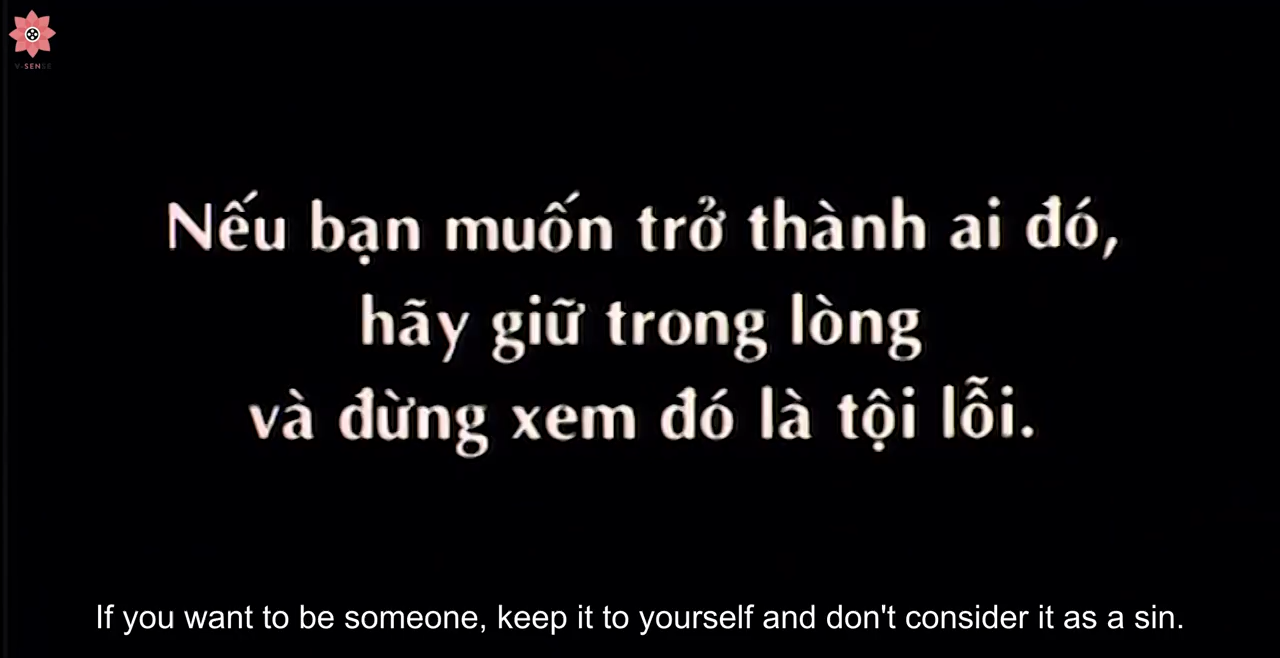 V-SENSE
Nếu bạn muốn trở thành ai đó,
hãy giữ trong lòng
và đừng xem đó là tội lỗi.
If you want to be someone, keep it to yourself and don't consider it as a sin.